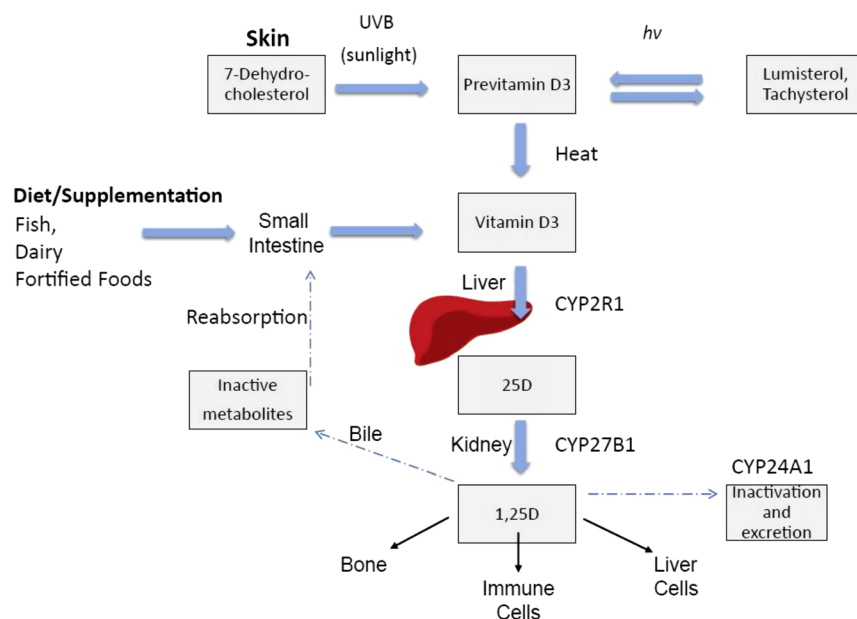 UVB
(sunlight)
hv
Skin
7-Dehydro-
cholesterol
Previtamin D3
Lumisterol,
Tachysterol
Heat
Diet/Supplementation
Fish,
Dairy
Fortified Foods
Small
Intestine
Vitamin D3
Liver
CYP2R1
Reabsorption
Inactive
metabolites
25D
Bile
Kidney
CYP27B1
CYP24A1
Inactivation
and
excretion
1,25D
Bone
Immune
Cells
Liver
Cells